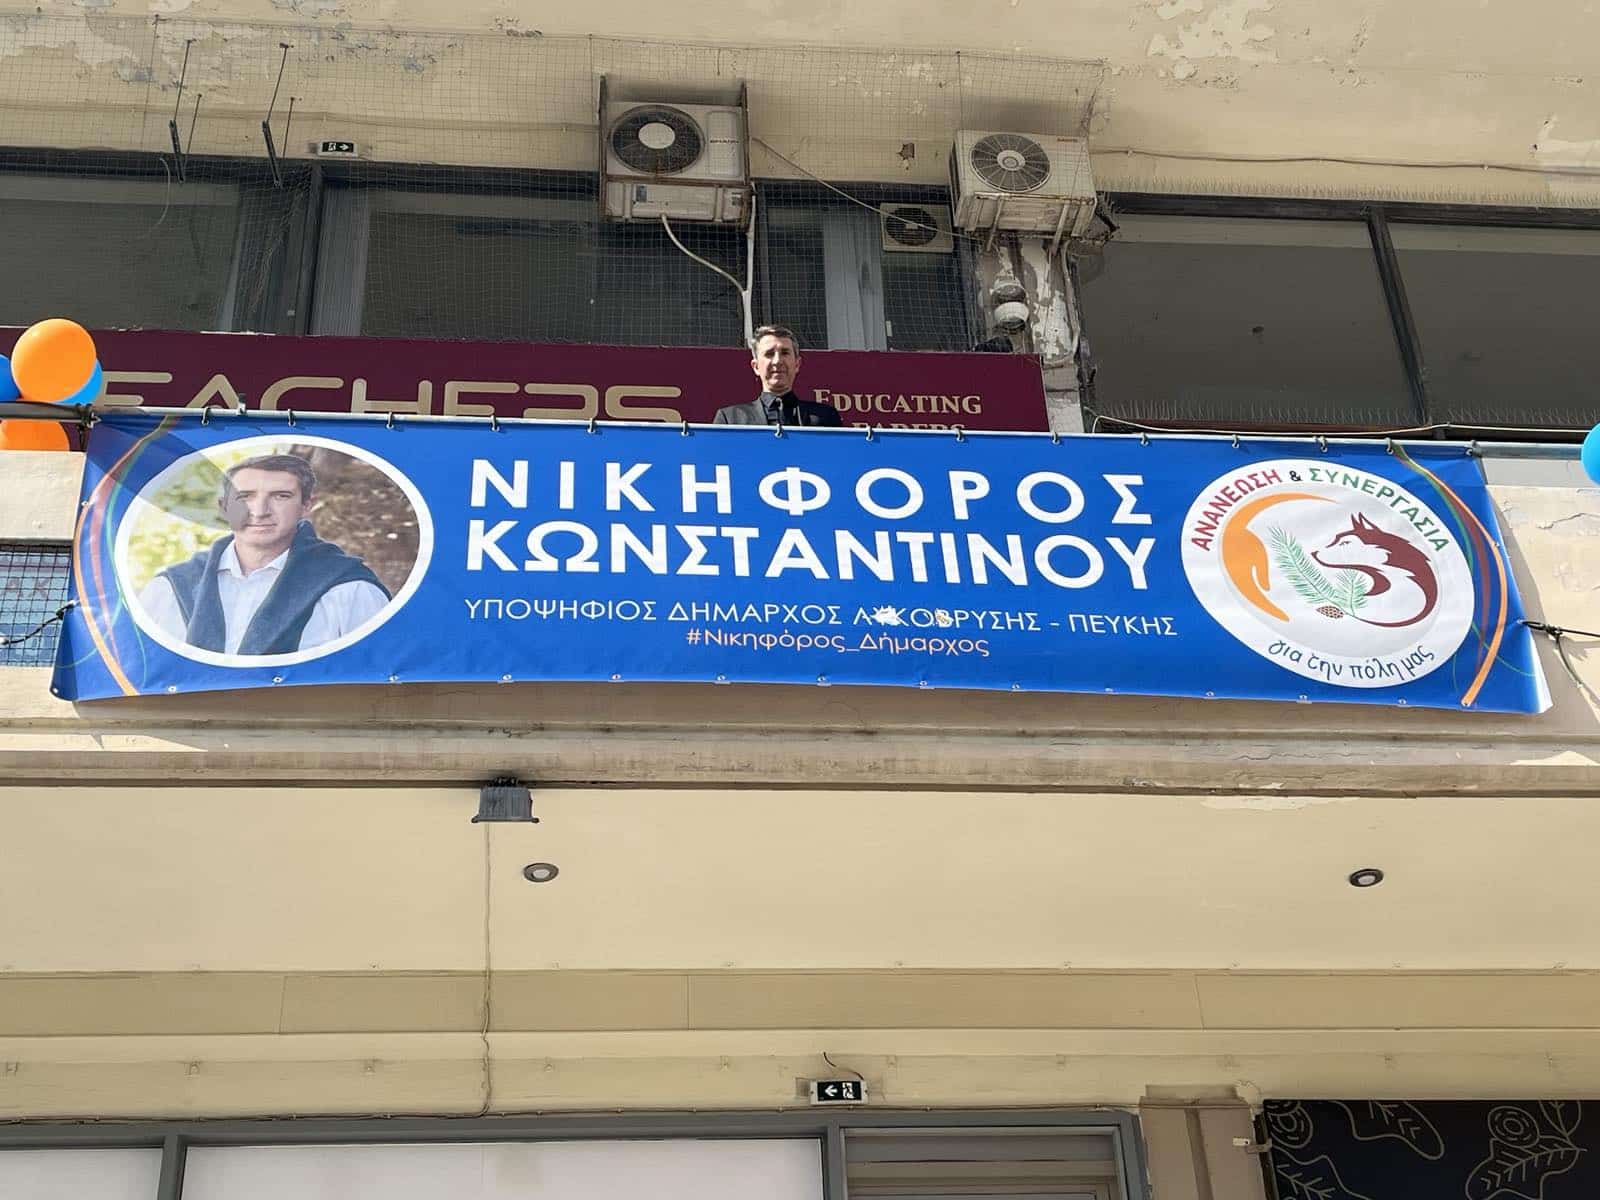 EDUCATING
ΝΙΚΗΦΟΡΟΣ
ΚΩΝΣΤΑΝΤΙΝΟΥ
ΥΠΟΨΗΦΙΟΣ ΔΗΜΑΡΧΟΣ ΛΥΚΟΒΡΥΣΗΣ - ΠΕΥΚΗΣ
#Νικηφόρος_Δήμαρχος
ΑΝΑΝΕΩΣΗ & ΣΥΝΕΡΓΑΣΙΑ
για την πόλη μας